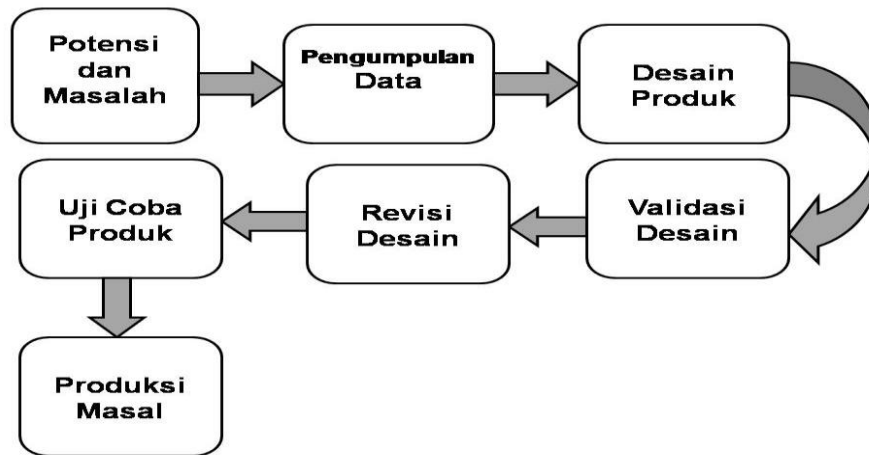 Potensi
dan
Masalah
Pengumpulan
Data
Desain
Produk
Validasi
Desain
Revisi
Desain
Uji Coba
Produk
Produksi
Masal